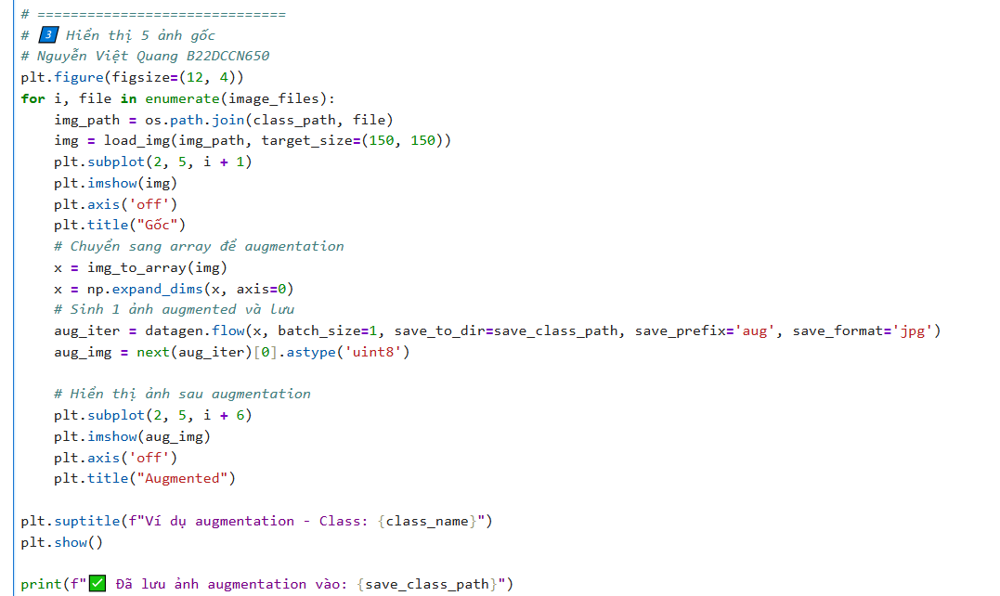 # ==============================
# 3️⃣ Hiển thị 5 ảnh gốc
# Nguyễn Việt Quang B22DCCN650
plt.figure(figsize=(12, 4))
for i, file in enumerate(image_files):
    img_path = os.path.join(class_path, file)
    img = load_img(img_path, target_size=(150, 150))
    plt.subplot(2, 5, i + 1)
    plt.imshow(img)
    plt.axis('off')
    plt.title("Gốc")
    # Chuyển sang array để augmentation
    x = img_to_array(img)
    x = np.expand_dims(x, axis=0)
    # Sinh 1 ảnh augmented và lưu
    aug_iter = datagen.flow(x, batch_size=1, save_to_dir=save_class_path, save_prefix='aug', save_format='jpg')
    aug_img = next(aug_iter)[0].astype('uint8')

    # Hiển thị ảnh sau augmentation
    plt.subplot(2, 5, i + 6)
    plt.imshow(aug_img)
    plt.axis('off')
    plt.title("Augmented")

plt.suptitle(f"Ví dụ augmentation - Class: {class_name}")
plt.show()

print(f"✅ Đã lưu ảnh augmentation vào: {save_class_path}")